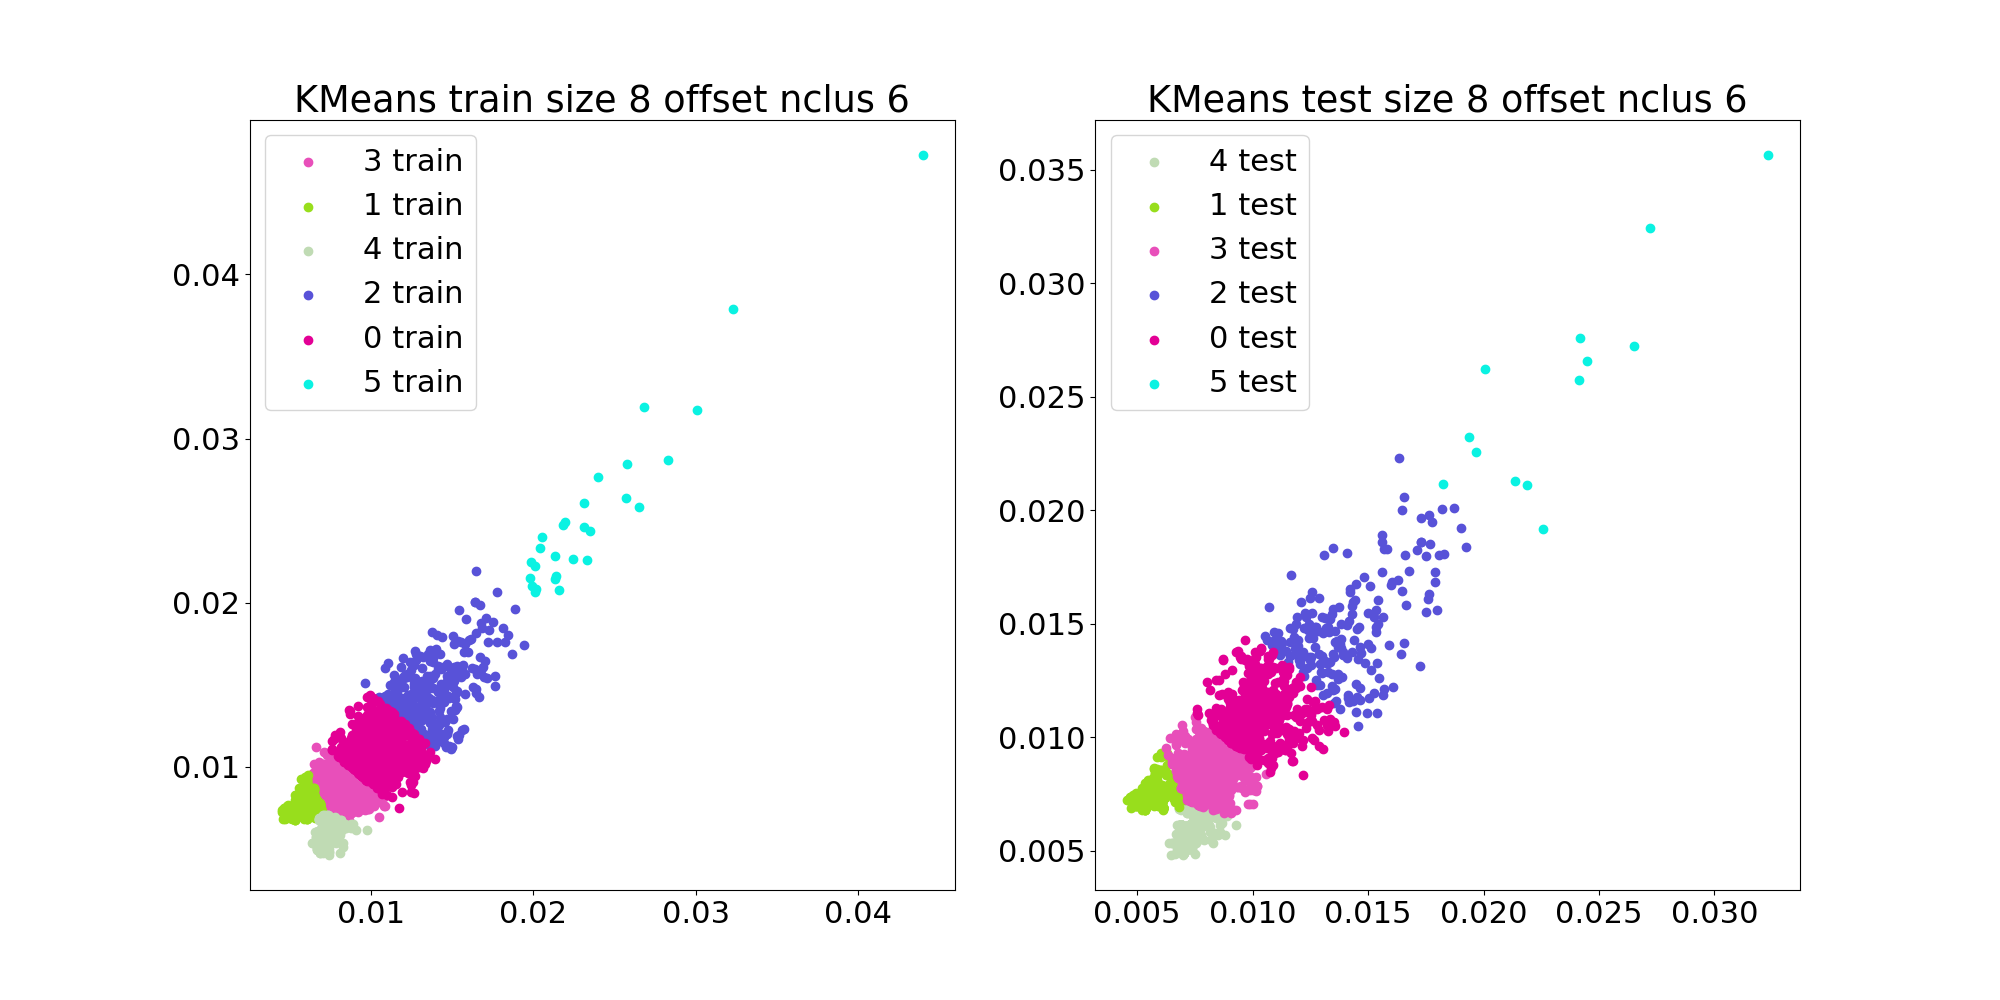 KMeans train size 8 offset nclus 6
3 train
1 train
4 train
2 train
0 train
5 train
0.04
0.03
0.02
0.01
0.01 0.02 0.03 0.04
KMeans test size 8 offset nclus 6
4 test
1 test
3 test
2 test
0 test
5 test
0.035
0.030
0.025
0.020
0.015
0.010
0.005
0.005 0.010 0.015 0.020 0.025 0.030